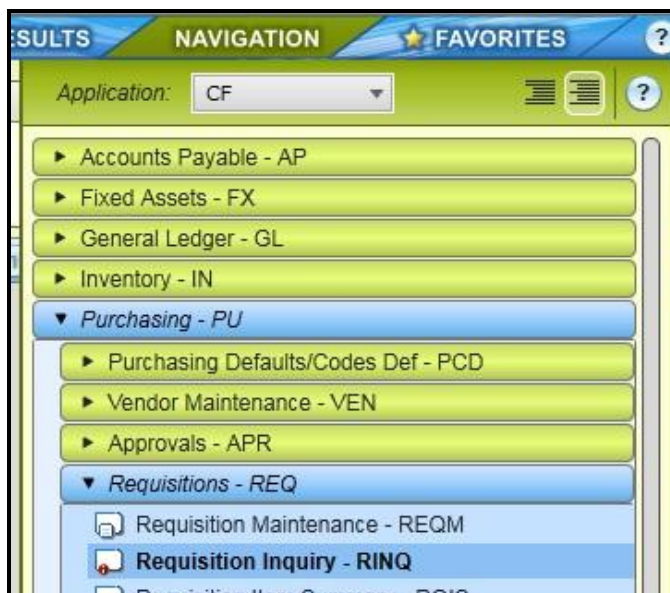 SULTS NAVIGATION FAVORITES ?
Application: CF ?
Accounts Payable - AP
Fixed Assets - FX
General Ledger - GL
Inventory - IN
Purchasing - PU
Purchasing Defaults/Codes Def - PCD
Vendor Maintenance - VEN
Approvals - APR
Requisitions - REQ
Requisition Maintenance - REQM
Requisition Inquiry - RINQ